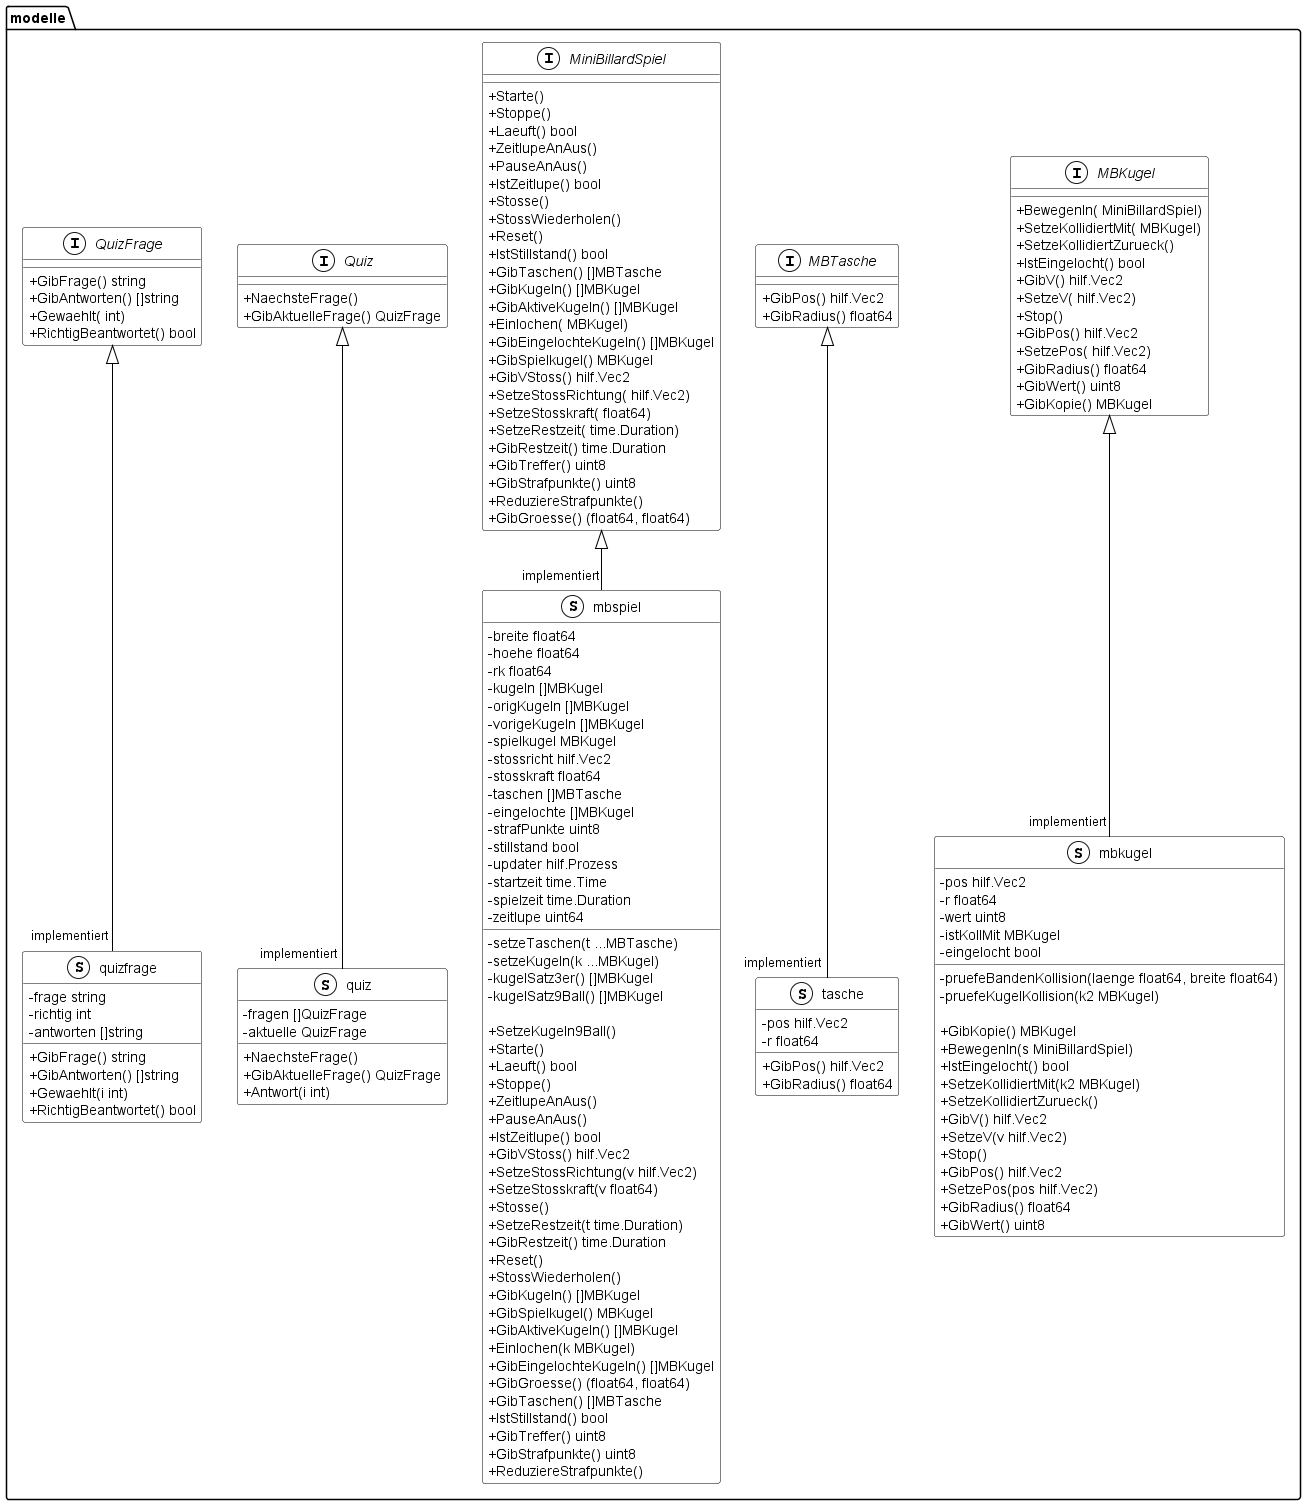 modelle
I QuizFrage
+GibFrage() string
+GibAntworten() []string
+Gewaehlt( int)
+RichtigBeantwortet() bool
I Quiz
+NaechsteFrage()
+GibAktuelleFrage() QuizFrage
I MiniBillardSpiel
+Starte()
+Stoppe()
+Laeuft() bool
+ZeitlupeAnAus()
+PauseAnAus()
+IstZeitlupe() bool
+Stosse()
+StossWiederholen()
+Reset()
+IstStillstand() bool
+GibTaschen() []MBTasche
+GibKugeln() []MBKugel
+GibAktiveKugeln() []MBKugel
+Einlochen( MBKugel)
+GibEingelochteKugeln() []MBKugel
+GibSpielkugel() MBKugel
+GibVStoss() hilf.Vec2
+SetzeStossRichtung( hilf.Vec2)
+SetzeStosskraft( float64)
+SetzeRestzeit( time.Duration)
+GibRestzeit() time.Duration
+GibTreffer() uint8
+GibStrafpunkte() uint8
+ReduziereStrafpunkte()
+GibGroesse() (float64, float64)
I MBTasche
+GibPos() hilf.Vec2
+GibRadius() float64
I MBKugel
+BewegenIn( MiniBillardSpiel)
+SetzeKollidiertMit( MBKugel)
+SetzeKollidiertZurueck()
+IstEingelocht() bool
+GibV() hilf.Vec2
+SetzeV( hilf.Vec2)
+Stop()
+GibPos() hilf.Vec2
+SetzePos( hilf.Vec2)
+GibRadius() float64
+GibWert() uint8
+GibKopie() MBKugel
implementiert
S quizfrage
-frage string
-richtig int
-antworten []string
+GibFrage() string
+GibAntworten() []string
+Gewaehlt(i int)
+RichtigBeantwortet() bool
implementiert
S quiz
-fragen []QuizFrage
-aktuelle QuizFrage
+NaechsteFrage()
+GibAktuelleFrage() QuizFrage
+Antwort(i int)
implementiert
S mbspiel
-breite float64
-hoehe float64
-rk float64
-kugeln []MBKugel
-origKugeln []MBKugel
-vorigeKugeln []MBKugel
-spielkugel MBKugel
-stossricht hilf.Vec2
-stosskraft float64
-taschen []MBTasche
-eingelochte []MBKugel
-strafPunkte uint8
-stillstand bool
-updater hilf.Prozess
-startzeit time.Time
-spielzeit time.Duration
-zeitlupe uint64
-setzeTaschen(t ...MBTasche)
-setzeKugeln(k ...MBKugel)
-kugelSatz3er() []MBKugel
-kugelSatz9Ball() []MBKugel
+SetzeKugeln9Ball()
+Starte()
+Laeuft() bool
+Stoppe()
+ZeitlupeAnAus()
+PauseAnAus()
+IstZeitlupe() bool
+GibVStoss() hilf.Vec2
+SetzeStossRichtung(v hilf.Vec2)
+SetzeStosskraft(v float64)
+Stosse()
+SetzeRestzeit(t time.Duration)
+GibRestzeit() time.Duration
+Reset()
+StossWiederholen()
+GibKugeln() []MBKugel
+GibSpielkugel() MBKugel
+GibAktiveKugeln() []MBKugel
+Einlochen(k MBKugel)
+GibEingelochteKugeln() []MBKugel
+GibGroesse() (float64, float64)
+GibTaschen() []MBTasche
+IstStillstand() bool
+GibTreffer() uint8
+GibStrafpunkte() uint8
+ReduziereStrafpunkte()
implementiert
S tasche
-pos hilf.Vec2
-r float64
+GibPos() hilf.Vec2
+GibRadius() float64
implementiert
S mbkugel
-pos hilf.Vec2
-r float64
-wert uint8
-istKollMit MBKugel
-eingelocht bool
-pruefeBandenKollision(laenge float64, breite float64)
-pruefeKugelKollision(k2 MBKugel)
+GibKopie() MBKugel
+BewegenIn(s MiniBillardSpiel)
+IstEingelocht() bool
+SetzeKollidiertMit(k2 MBKugel)
+SetzeKollidiertZurueck()
+GibV() hilf.Vec2
+SetzeV(v hilf.Vec2)
+Stop()
+GibPos() hilf.Vec2
+SetzePos(pos hilf.Vec2)
+GibRadius() float64
+GibWert() uint8